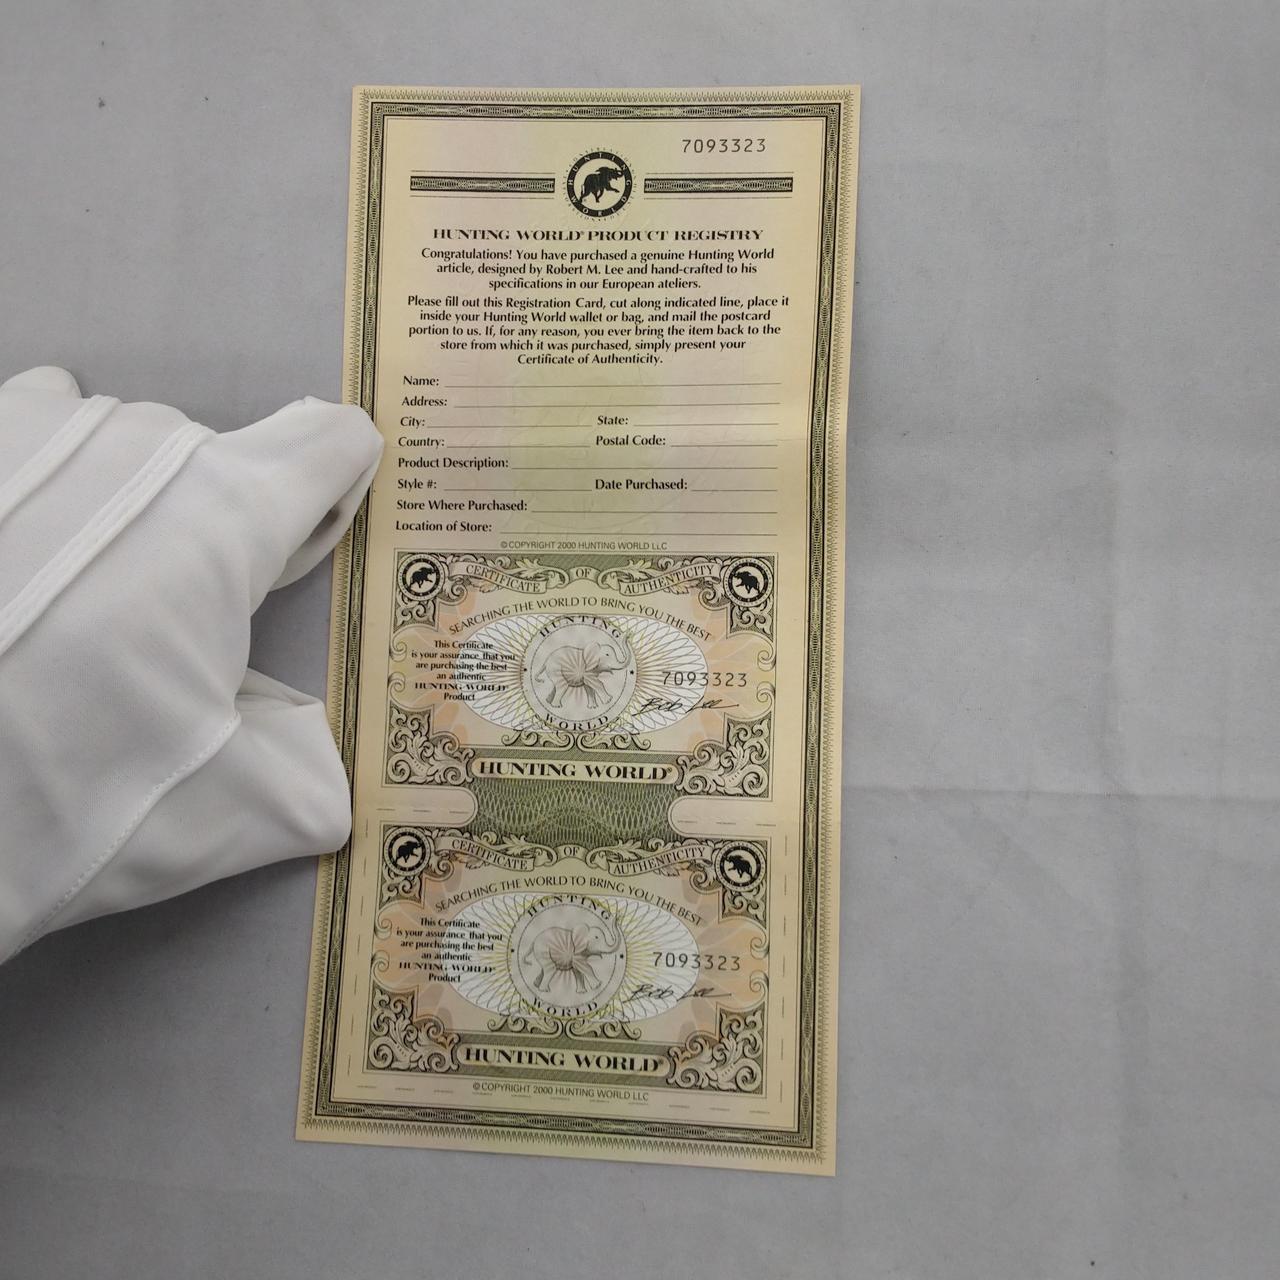 7093323
HUNTING WORLD
HUNTING WORLD® PRODUCT REGISTRY
Congratulations! You have purchased a genuine Hunting World
article, designed by Robert M. Lee and hand-crafted to his
specifications in our European ateliers.
Please fill out this Registration Card, cut along indicated line, place it
inside your Hunting World wallet or bag, and mail the postcard
portion to us. If, for any reason, you ever bring the item back to the
store from which it was purchased, simply present your
Certificate of Authenticity.
Name:
Address:
City: State:
Country: Postal Code:
Product Description:
Style #: Date Purchased:
Store Where Purchased:
Location of Store:
© COPYRIGHT 2000 HUNTING WORLD LLC
CERTIFICATE OF AUTHENTICITY
SEARCHING THE WORLD TO BRING YOU THE BEST
HUNTING
This Certificate
is your assurance that you
are purchasing the best
an authentic
HUNTING WORLD®
Product
7093323
Bob Lee
WORLD
HUNTING WORLD®
CERTIFICATE OF AUTHENTICITY
SEARCHING THE WORLD TO BRING YOU THE BEST
HUNTING
This Certificate
is your assurance that you
are purchasing the best
an authentic
HUNTING WORLD®
Product
7093323
Bob Lee
WORLD
HUNTING WORLD®
© COPYRIGHT 2000 HUNTING WORLD LLC